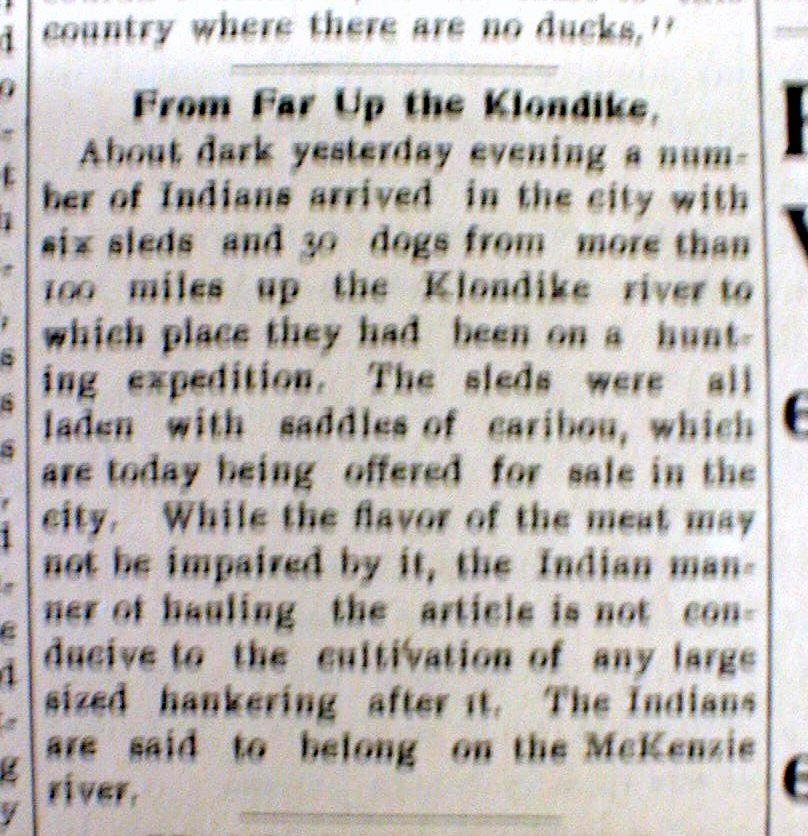 country where there are no ducks,"
From Far Up the Klondike.
About dark yesterday evening a num-
ber of Indians arrived in the city with
six sleds and 30 dogs from more than
100 miles up the Klondike river to
which place they had been on a hunt-
ing expedition. The sleds were all
laden with saddles of caribou, which
are today being offered for sale in the
city. While the flavor of the meat may
not be impaired by it, the Indian man-
ner of hauling the article is not con-
ducive to the cultivation of any large
sized hankering after it. The Indians
are said to belong on the McKenzie
river.